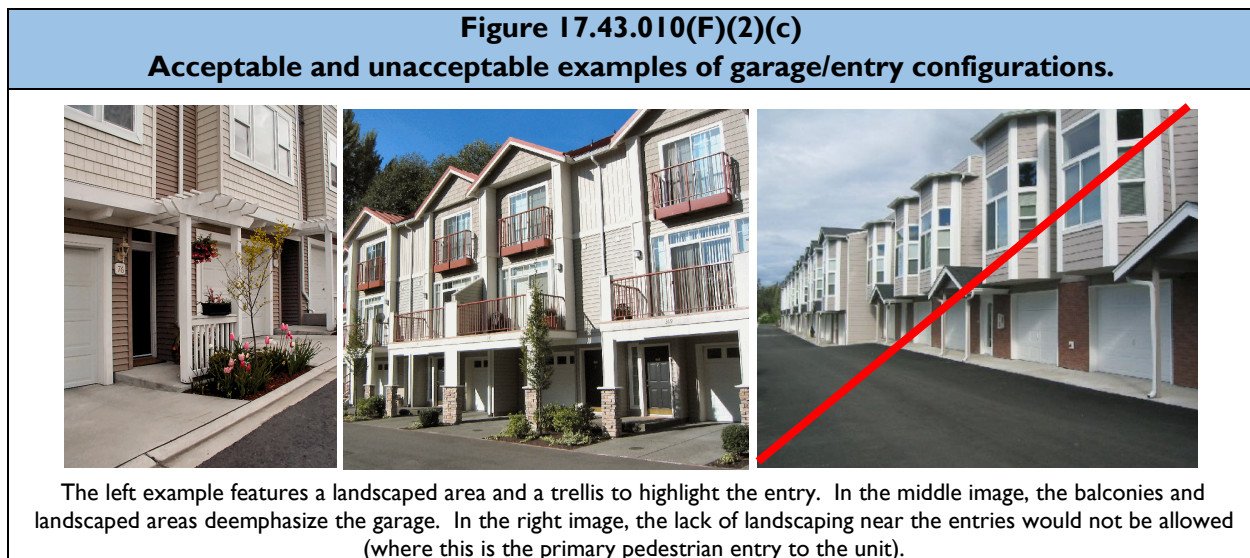 Figure 17.43.010(F)(2)(c)
Acceptable and unacceptable examples of garage/entry configurations.
76
The left example features a landscaped area and a trellis to highlight the entry. In the middle image, the balconies and
landscaped areas deemphasize the garage. In the right image, the lack of landscaping near the entries would not be allowed
(where this is the primary pedestrian entry to the unit).